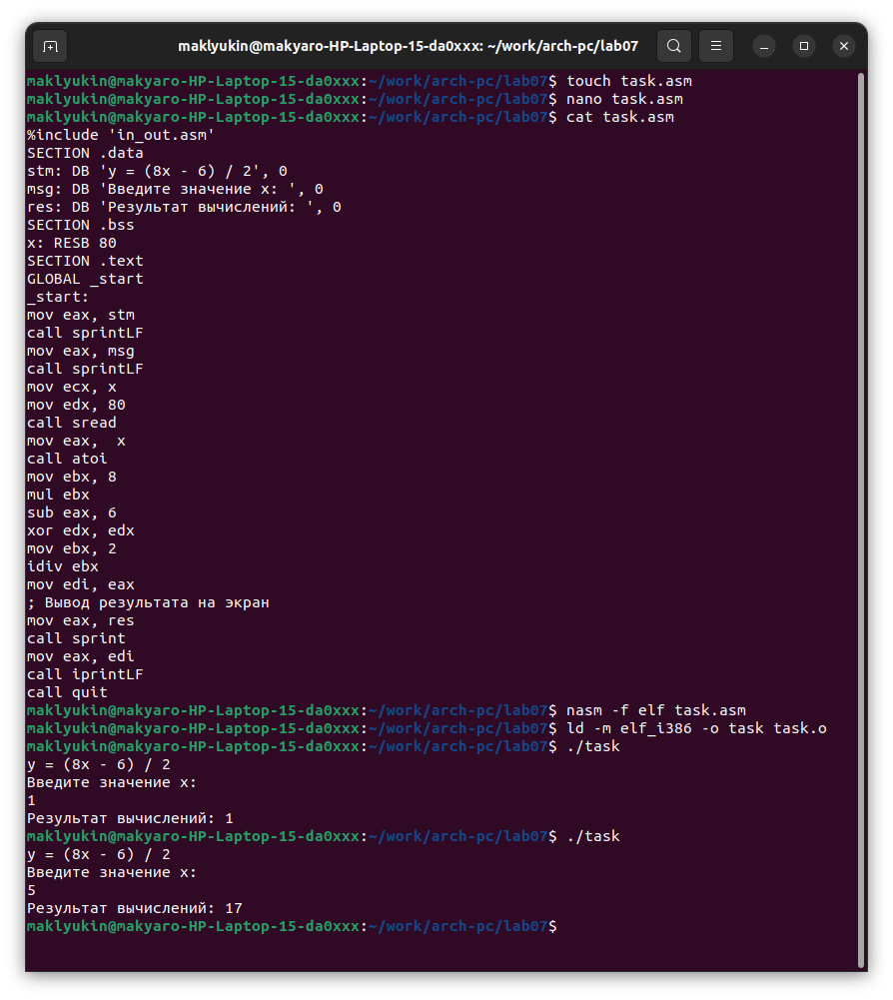 maklyukin@makyaro-HP-Laptop-15-da0xxx: ~/work/arch-pc/lab07
maklyukin@makyaro-HP-Laptop-15-da0xxx:~/work/arch-pc/lab07$ touch task.asm
maklyukin@makyaro-HP-Laptop-15-da0xxx:~/work/arch-pc/lab07$ nano task.asm
maklyukin@makyaro-HP-Laptop-15-da0xxx:~/work/arch-pc/lab07$ cat task.asm
%include 'in_out.asm'
SECTION .data
stm: DB 'y = (8x - 6) / 2', 0
msg: DB 'Введите значение x: ', 0
res: DB 'Результат вычислений: ', 0
SECTION .bss
x: RESB 80
SECTION .text
GLOBAL _start
_start:
mov eax, stm
call sprintLF
mov eax, msg
call sprintLF
mov ecx, x
mov edx, 80
call sread
mov eax,  x
call atoi
mov ebx, 8
mul ebx
sub eax, 6
xor edx, edx
mov ebx, 2
idiv ebx
mov edi, eax
; Вывод результата на экран
mov eax, res
call sprint
mov eax, edi
call iprintLF
call quit
maklyukin@makyaro-HP-Laptop-15-da0xxx:~/work/arch-pc/lab07$ nasm -f elf task.asm
maklyukin@makyaro-HP-Laptop-15-da0xxx:~/work/arch-pc/lab07$ ld -m elf_i386 -o task task.o
maklyukin@makyaro-HP-Laptop-15-da0xxx:~/work/arch-pc/lab07$ ./task
y = (8x - 6) / 2
Введите значение x:
1
Результат вычислений: 1
maklyukin@makyaro-HP-Laptop-15-da0xxx:~/work/arch-pc/lab07$ ./task
y = (8x - 6) / 2
Введите значение x:
5
Результат вычислений: 17
maklyukin@makyaro-HP-Laptop-15-da0xxx:~/work/arch-pc/lab07$